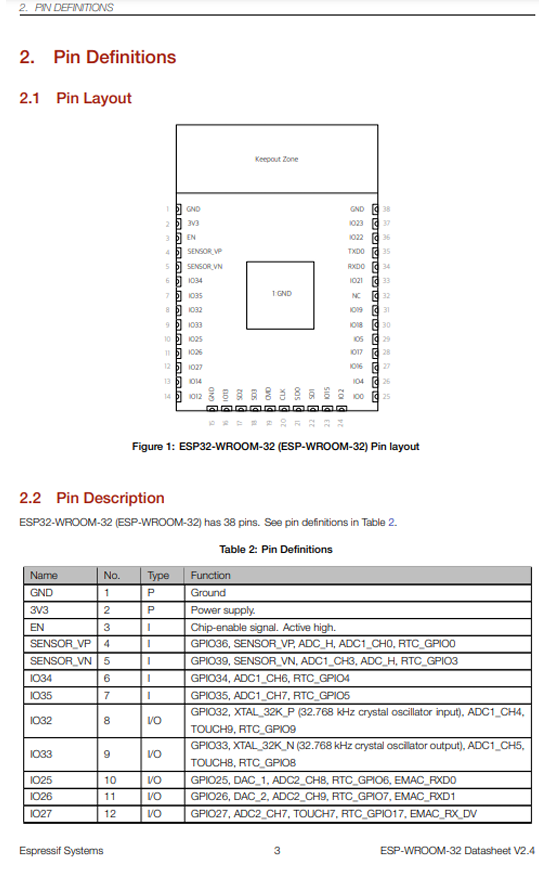 2. PIN DEFINITIONS
2. Pin Definitions
2.1 Pin Layout
Keepout Zone
1 GND GND 38
2 3V3 IO23 37
3 EN IO22 36
4 SENSOR_VP TXD0 35
5 SENSOR_VN RXD0 34
6 IO34 IO21 33
7 IO35 1 GND NC 32
8 IO32 IO19 31
9 IO33 IO18 30
10 IO25 IO5 29
11 IO26 IO17 28
12 IO27 IO16 27
13 IO14 IO4 26
14 IO12 IO0 25
GND IO13 SD2 SD3 CMD CLK SD0 SD1 IO15 IO2
15 16 17 18 19 20 21 22 23 24
Figure 1: ESP32-WROOM-32 (ESP-WROOM-32) Pin layout
2.2 Pin Description
ESP32-WROOM-32 (ESP-WROOM-32) has 38 pins. See pin definitions in Table 2.
Table 2: Pin Definitions
Name No. Type Function
GND 1 P Ground
3V3 2 P Power supply.
EN 3 I Chip-enable signal. Active high.
SENSOR_VP 4 I GPIO36, SENSOR_VP, ADC_H, ADC1_CH0, RTC_GPIO0
SENSOR_VN 5 I GPIO39, SENSOR_VN, ADC1_CH3, ADC_H, RTC_GPIO3
IO34 6 I GPIO34, ADC1_CH6, RTC_GPIO4
IO35 7 I GPIO35, ADC1_CH7, RTC_GPIO5
IO32 8 I/O GPIO32, XTAL_32K_P (32.768 kHz crystal oscillator input), ADC1_CH4,
TOUCH9, RTC_GPIO9
IO33 9 I/O GPIO33, XTAL_32K_N (32.768 kHz crystal oscillator output), ADC1_CH5,
TOUCH8, RTC_GPIO8
IO25 10 I/O GPIO25, DAC_1, ADC2_CH8, RTC_GPIO6, EMAC_RXD0
IO26 11 I/O GPIO26, DAC_2, ADC2_CH9, RTC_GPIO7, EMAC_RXD1
IO27 12 I/O GPIO27, ADC2_CH7, TOUCH7, RTC_GPIO17, EMAC_RX_DV
Espressif Systems 3 ESP-WROOM-32 Datasheet V2.4